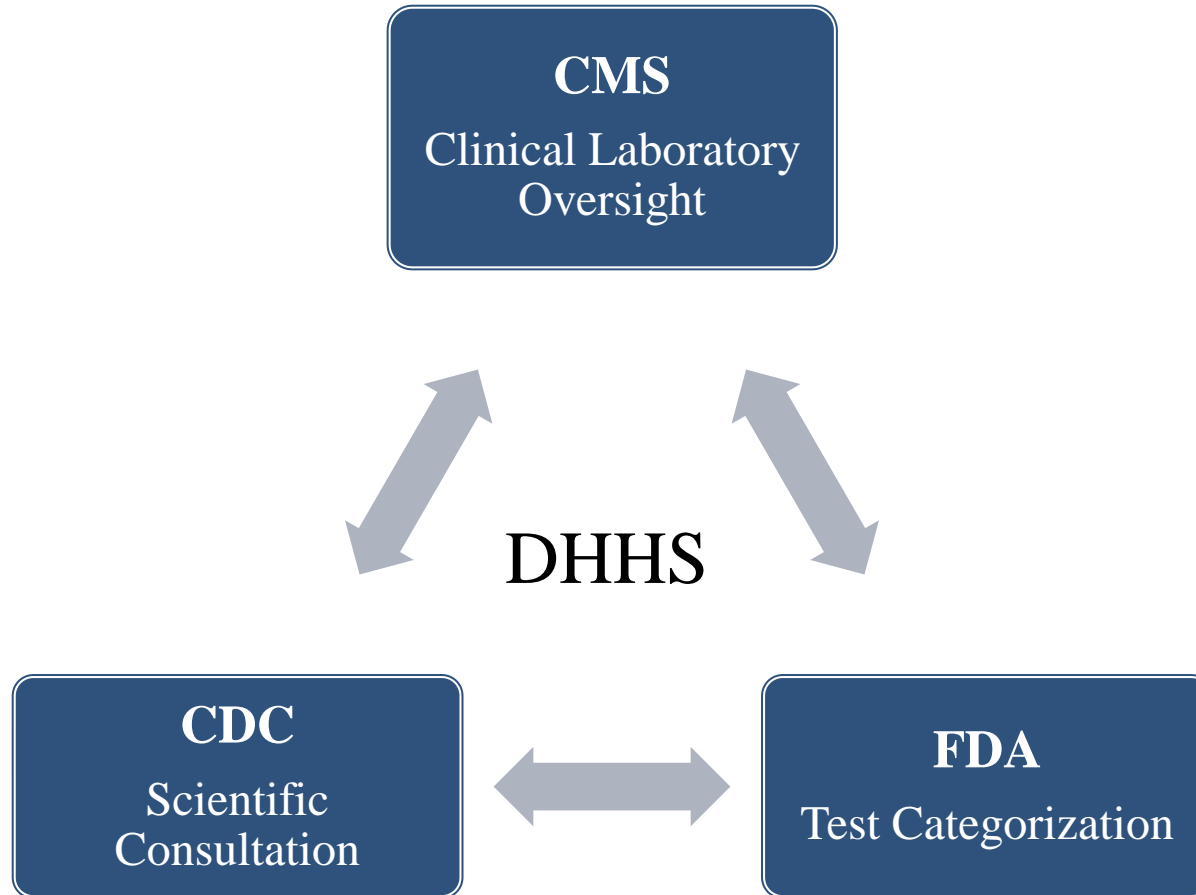 CMS
Clinical Laboratory
Oversight
DHHS
CDC
Scientific
Consultation
FDA
Test Categorization